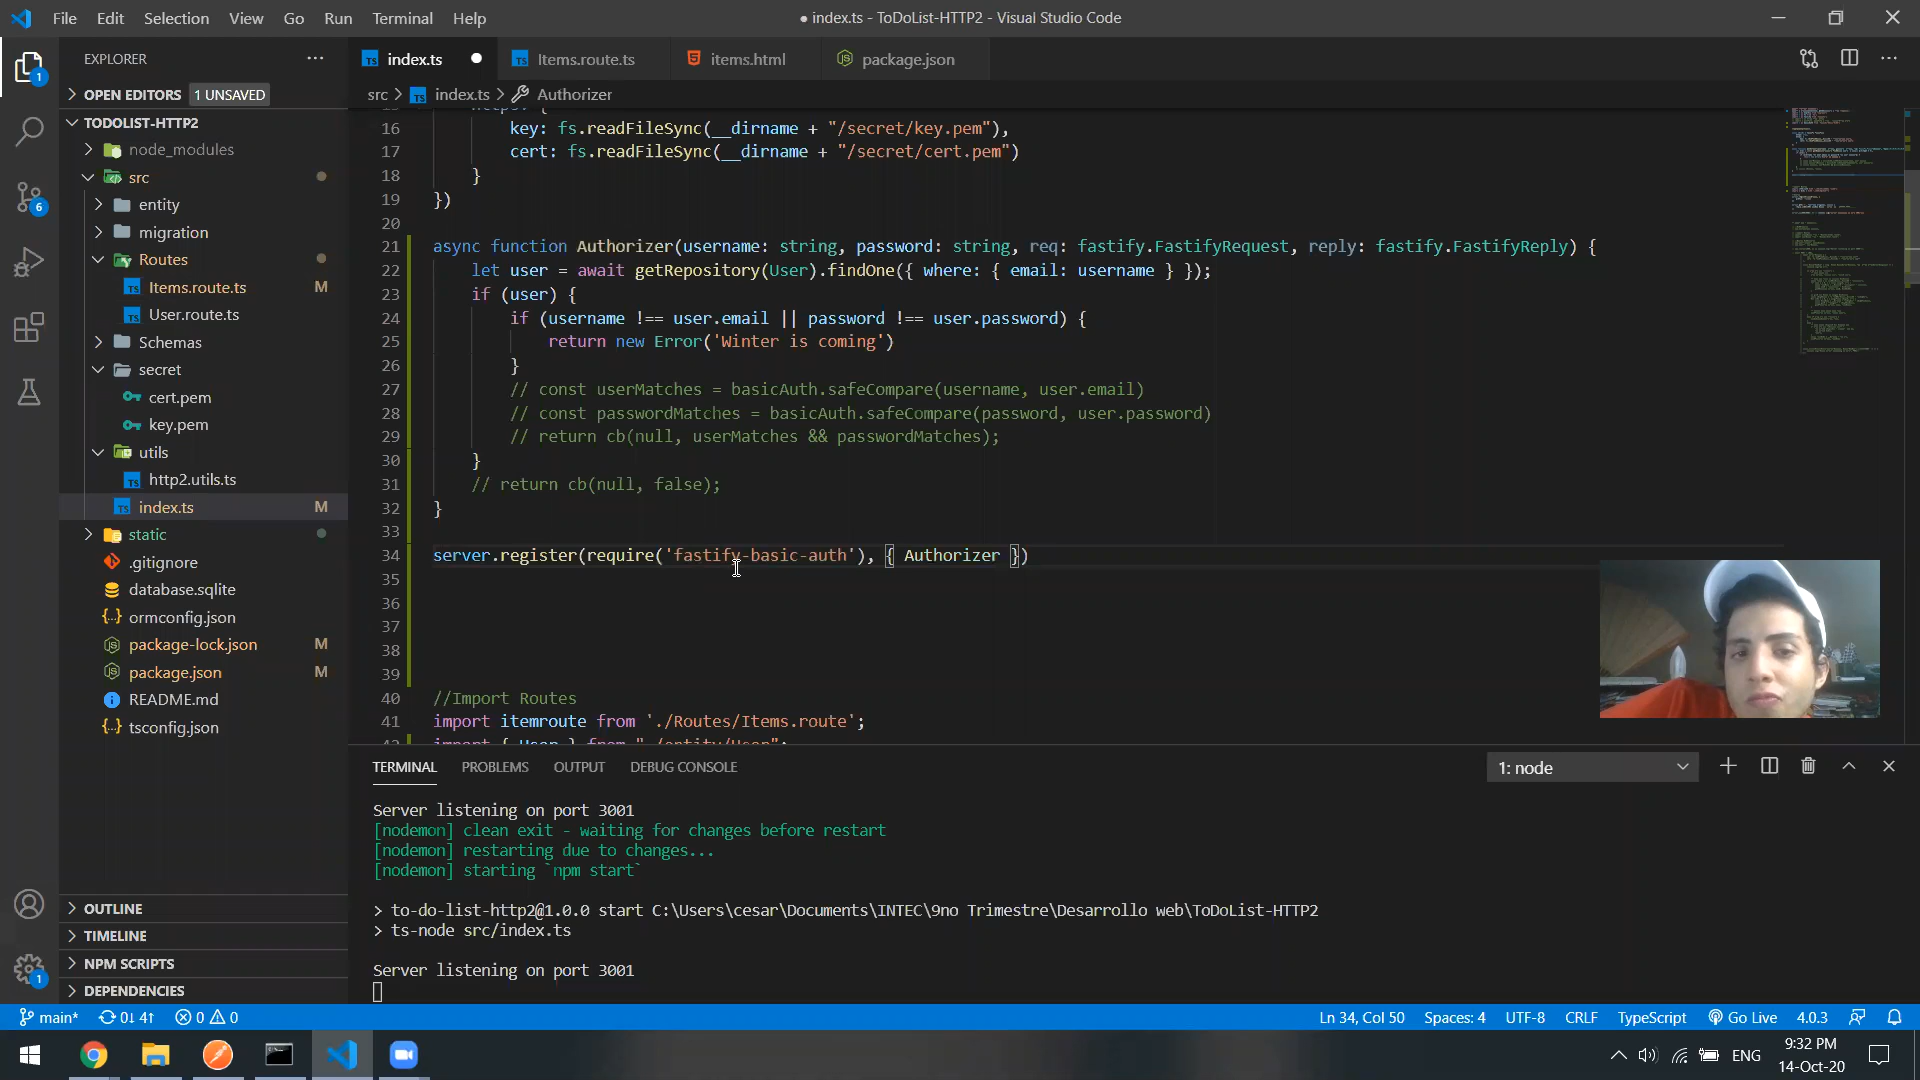 File Edit Selection View Go Run Terminal Help
● index.ts - ToDoList-HTTP2 - Visual Studio Code
EXPLORER
index.ts
Items.route.ts
items.html
package.json
OPEN EDITORS 1 UNSAVED
src > index.ts > Authorizer
TODOLIST-HTTP2
node_modules
src
entity
migration
Routes
Items.route.ts M
User.route.ts
Schemas
secret
cert.pem
key.pem
utils
http2.utils.ts
index.ts M
static
.gitignore
database.sqlite
ormconfig.json
package-lock.json M
package.json M
README.md
tsconfig.json
OUTLINE
TIMELINE
NPM SCRIPTS
DEPENDENCIES
1
6
1
16 key: fs.readFileSync(__dirname + "/secret/key.pem"),
17 cert: fs.readFileSync(__dirname + "/secret/cert.pem")
18 }
19 })
20
21 async function Authorizer(username: string, password: string, req: fastify.FastifyRequest, reply: fastify.FastifyReply) {
22 let user = await getRepository(User).findOne({ where: { email: username } });
23 if (user) {
24 if (username !== user.email || password !== user.password) {
25 return new Error('Winter is coming')
26 }
27 // const userMatches = basicAuth.safeCompare(username, user.email)
28 // const passwordMatches = basicAuth.safeCompare(password, user.password)
29 // return cb(null, userMatches && passwordMatches);
30 }
31 // return cb(null, false);
32 }
33
34 server.register(require('fastify-basic-auth'), { Authorizer })
35
36
37
38
39
40 //Import Routes
41 import itemroute from './Routes/Items.route';
TERMINAL PROBLEMS OUTPUT DEBUG CONSOLE
1: node
Server listening on port 3001
[nodemon] clean exit - waiting for changes before restart
[nodemon] restarting due to changes...
[nodemon] starting `npm start`
> to-do-list-http2@1.0.0 start C:\Users\cesar\Documents\INTEC\9no Trimestre\Desarrollo web\ToDoList-HTTP2
> ts-node src/index.ts
Server listening on port 3001
main* 0↓ 4↑ 0 0
Ln 34, Col 50 Spaces: 4 UTF-8 CRLF TypeScript Go Live 4.0.3
ENG
9:32 PM
14-Oct-20